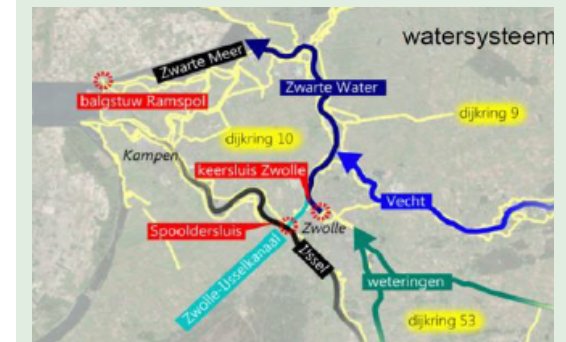 watersysteem
Zwarte Meer
Zwarte Water
balgstuw Ramspol
dijkring 9
dijkring 10
Kampen
keersluis Zwolle
Vecht
Spooldersluis
Zwolle
IJssel
Zwolle-IJsselkanaal
weteringen
dijkring 53